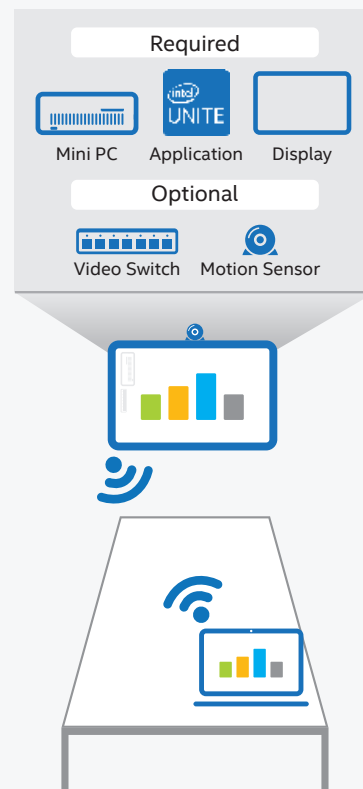 Required
intel
UNITE
Mini PC Application Display
Optional
Video Switch Motion Sensor